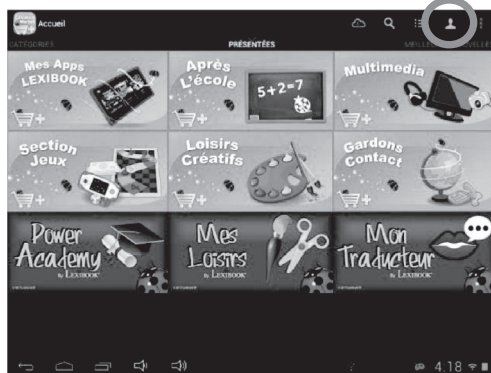 Accueil
CATÉGORIES PRÉSENTÉES
Mes Apps
LEXIBOOK
Après
L'école
5+2=7
Multimedia
Section
Jeux
Loisirs
Créatifs
Gardons
Contact
Power
Academy
By LEXIBOOK
Mes
Loisirs
By LEXIBOOK
Mon
Traducteur
By LEXIBOOK
4:18